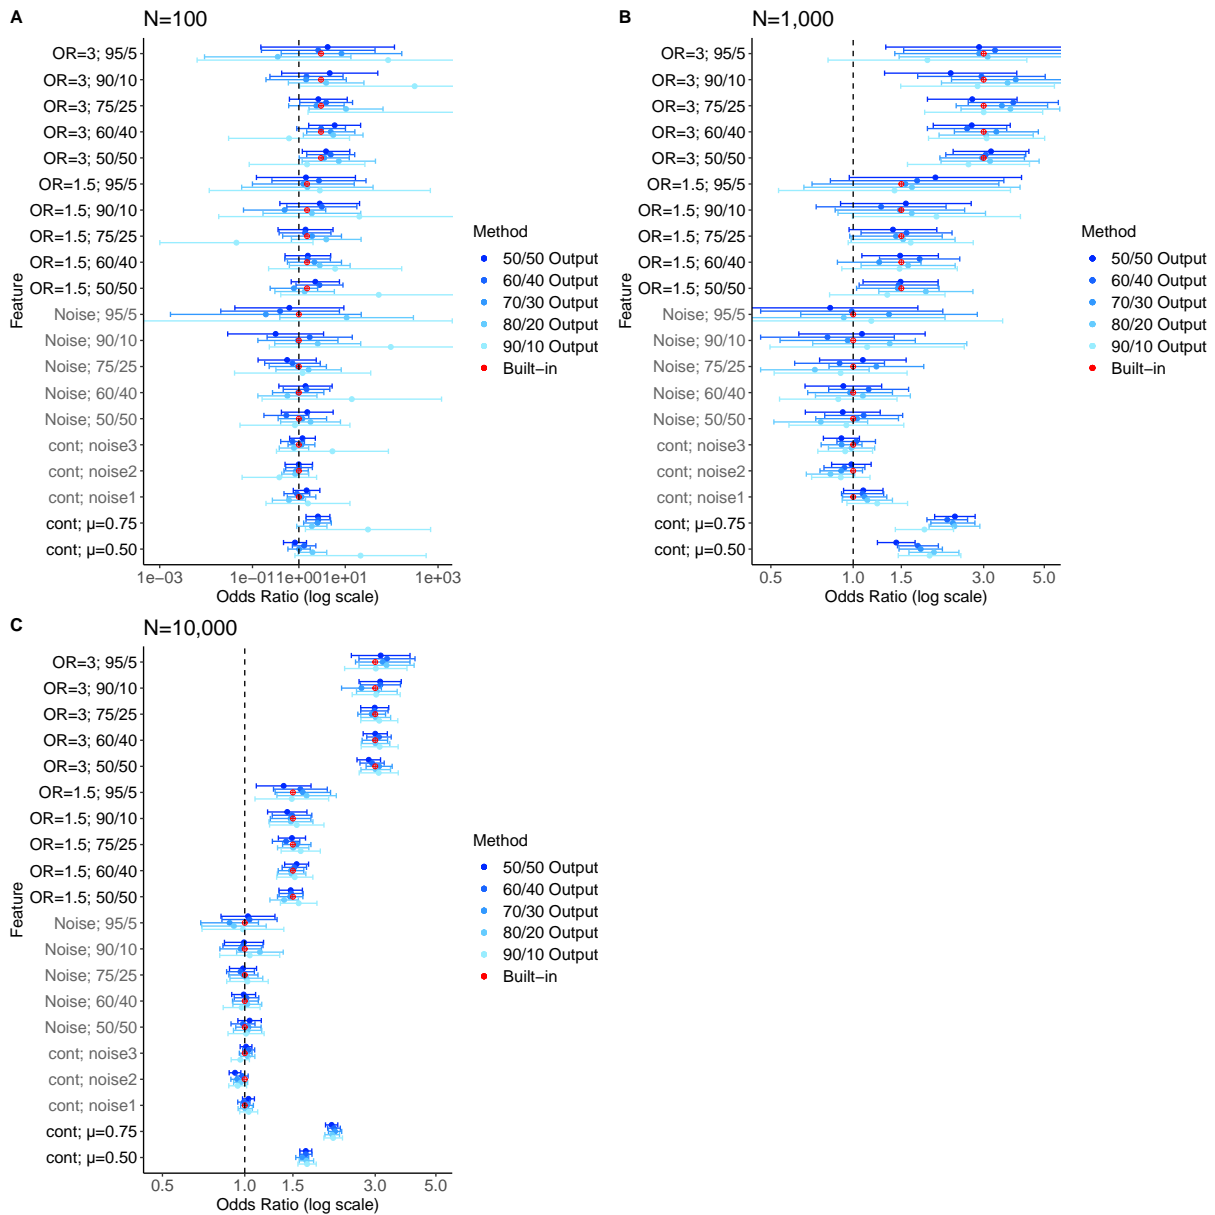 A
N=100
OR=3; 95/5
OR=3; 90/10
OR=3; 75/25
OR=3; 60/40
OR=3; 50/50
OR=1.5; 95/5
OR=1.5; 90/10
OR=1.5; 75/25
OR=1.5; 60/40
OR=1.5; 50/50
Noise; 95/5
Noise; 90/10
Noise; 75/25
Noise; 60/40
Noise; 50/50
cont; noise3
cont; noise2
cont; noise1
cont; µ=0.75
cont; µ=0.50
Feature
1e−03 1e−01 1e+00 1e+01 1e+03
Odds Ratio (log scale)
Method
50/50 Output
60/40 Output
70/30 Output
80/20 Output
90/10 Output
Built−in
B
N=1,000
OR=3; 95/5
OR=3; 90/10
OR=3; 75/25
OR=3; 60/40
OR=3; 50/50
OR=1.5; 95/5
OR=1.5; 90/10
OR=1.5; 75/25
OR=1.5; 60/40
OR=1.5; 50/50
Noise; 95/5
Noise; 90/10
Noise; 75/25
Noise; 60/40
Noise; 50/50
cont; noise3
cont; noise2
cont; noise1
cont; µ=0.75
cont; µ=0.50
Feature
0.5 1.0 1.5 3.0 5.0
Odds Ratio (log scale)
Method
50/50 Output
60/40 Output
70/30 Output
80/20 Output
90/10 Output
Built−in
C
N=10,000
OR=3; 95/5
OR=3; 90/10
OR=3; 75/25
OR=3; 60/40
OR=3; 50/50
OR=1.5; 95/5
OR=1.5; 90/10
OR=1.5; 75/25
OR=1.5; 60/40
OR=1.5; 50/50
Noise; 95/5
Noise; 90/10
Noise; 75/25
Noise; 60/40
Noise; 50/50
cont; noise3
cont; noise2
cont; noise1
cont; µ=0.75
cont; µ=0.50
Feature
0.5 1.0 1.5 3.0 5.0
Odds Ratio (log scale)
Method
50/50 Output
60/40 Output
70/30 Output
80/20 Output
90/10 Output
Built−in